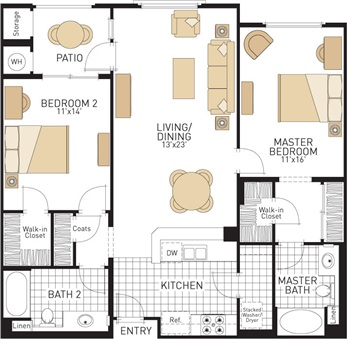 Storage
WH
PATIO
BEDROOM 2
11'x14'
LIVING/
DINING
13'x23'
MASTER
BEDROOM
11'x16'
Walk-in
Closet
Coats
Walk-in
Closet
DW
KITCHEN
MASTER
BATH
BATH 2
Linen
ENTRY
Ref.
Stacked
Washer/
Dryer
Linen